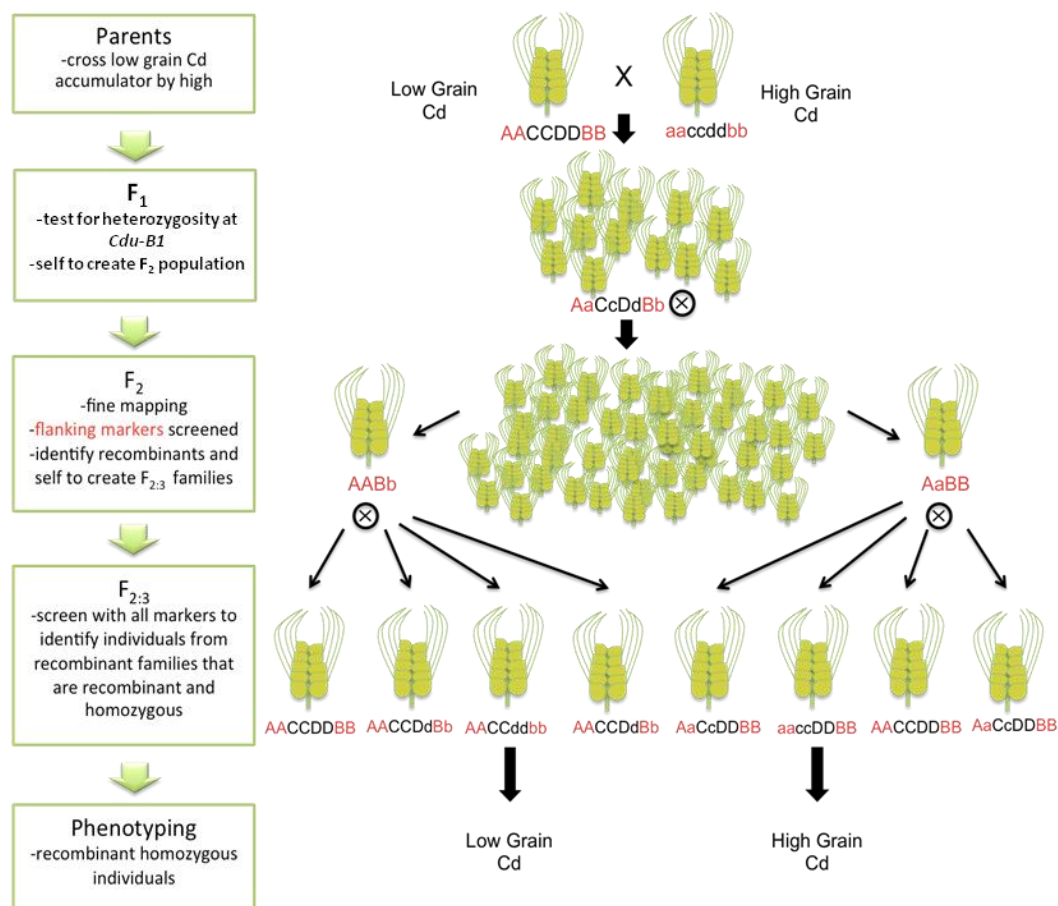 Parents
-cross low grain Cd
accumulator by high
F1
-test for heterozygosity at
Cdu-B1
-self to create F2 population
F2
-fine mapping
-flanking markers screened
-identify recombinants and
self to create F2:3 families
F2:3
-screen with all markers to
identify individuals from
recombinant families that
are recombinant and
homozygous
Phenotyping
-recombinant homozygous
individuals
Low Grain
Cd
X
High Grain
Cd
AACCDDBB
aaccddbb
AaCcDdBb
AABb
AaBB
AACCDDBB
AACCDdBb
AACCddbb
AACCDdBb
AaCcDDBB
aaccDDBB
AACCDDBB
AaCcDDBB
Low Grain
Cd
High Grain
Cd